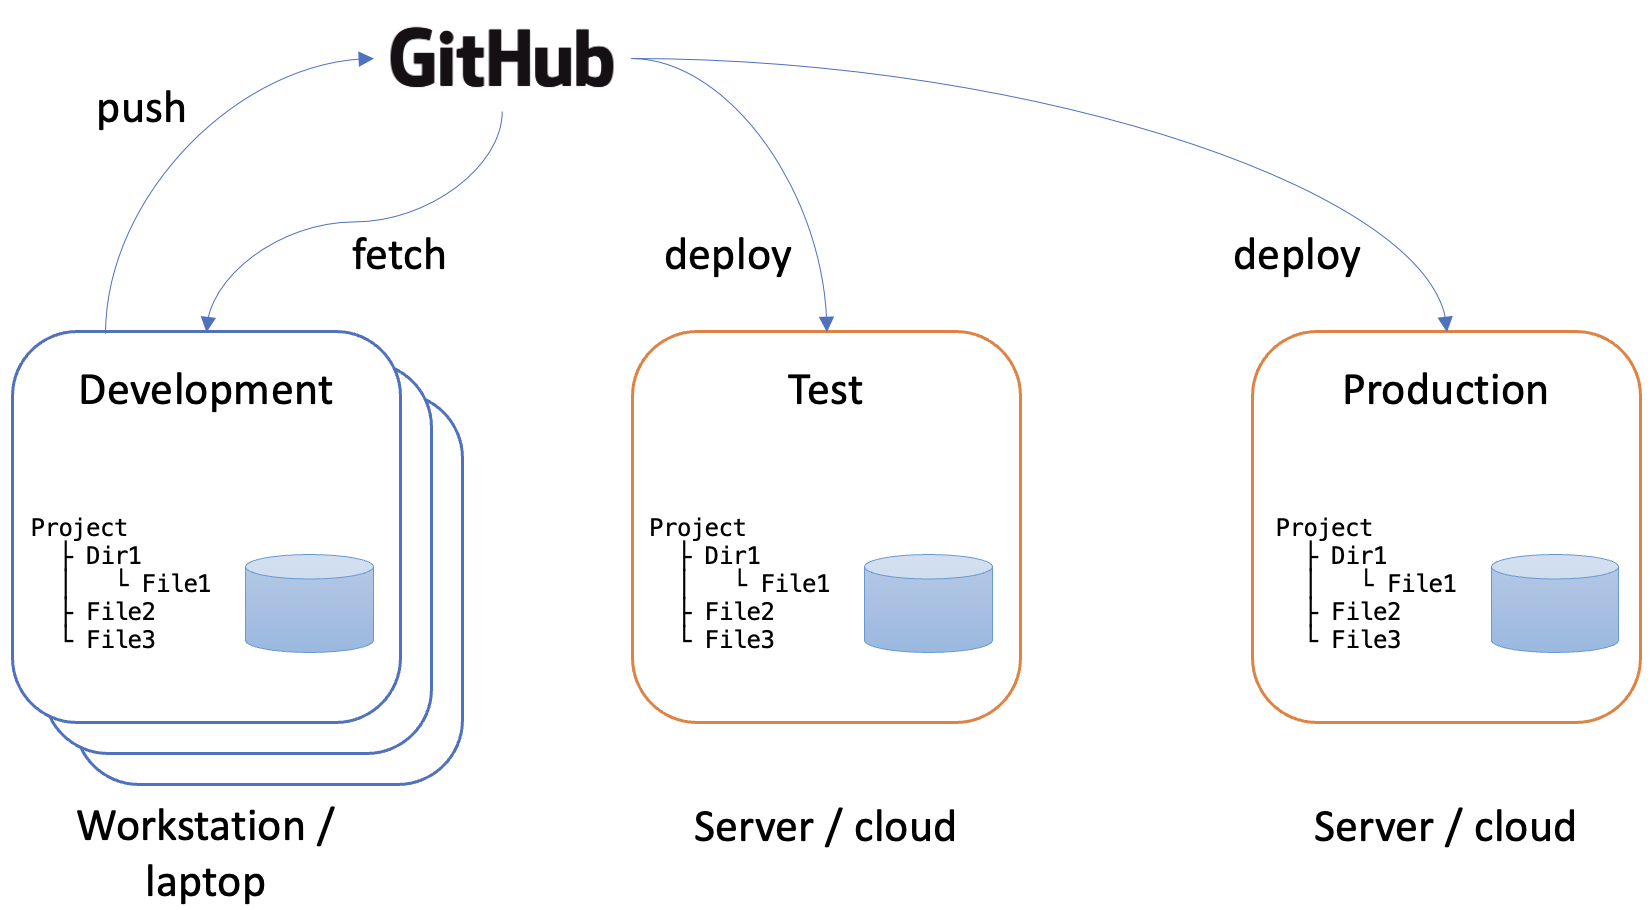 GitHub
push
fetch
deploy
deploy
Development
Project
├ Dir1
│  └ File1
├ File2
└ File3
Workstation /
laptop
Test
Project
├ Dir1
│  └ File1
├ File2
└ File3
Server / cloud
Production
Project
├ Dir1
│  └ File1
├ File2
└ File3
Server / cloud